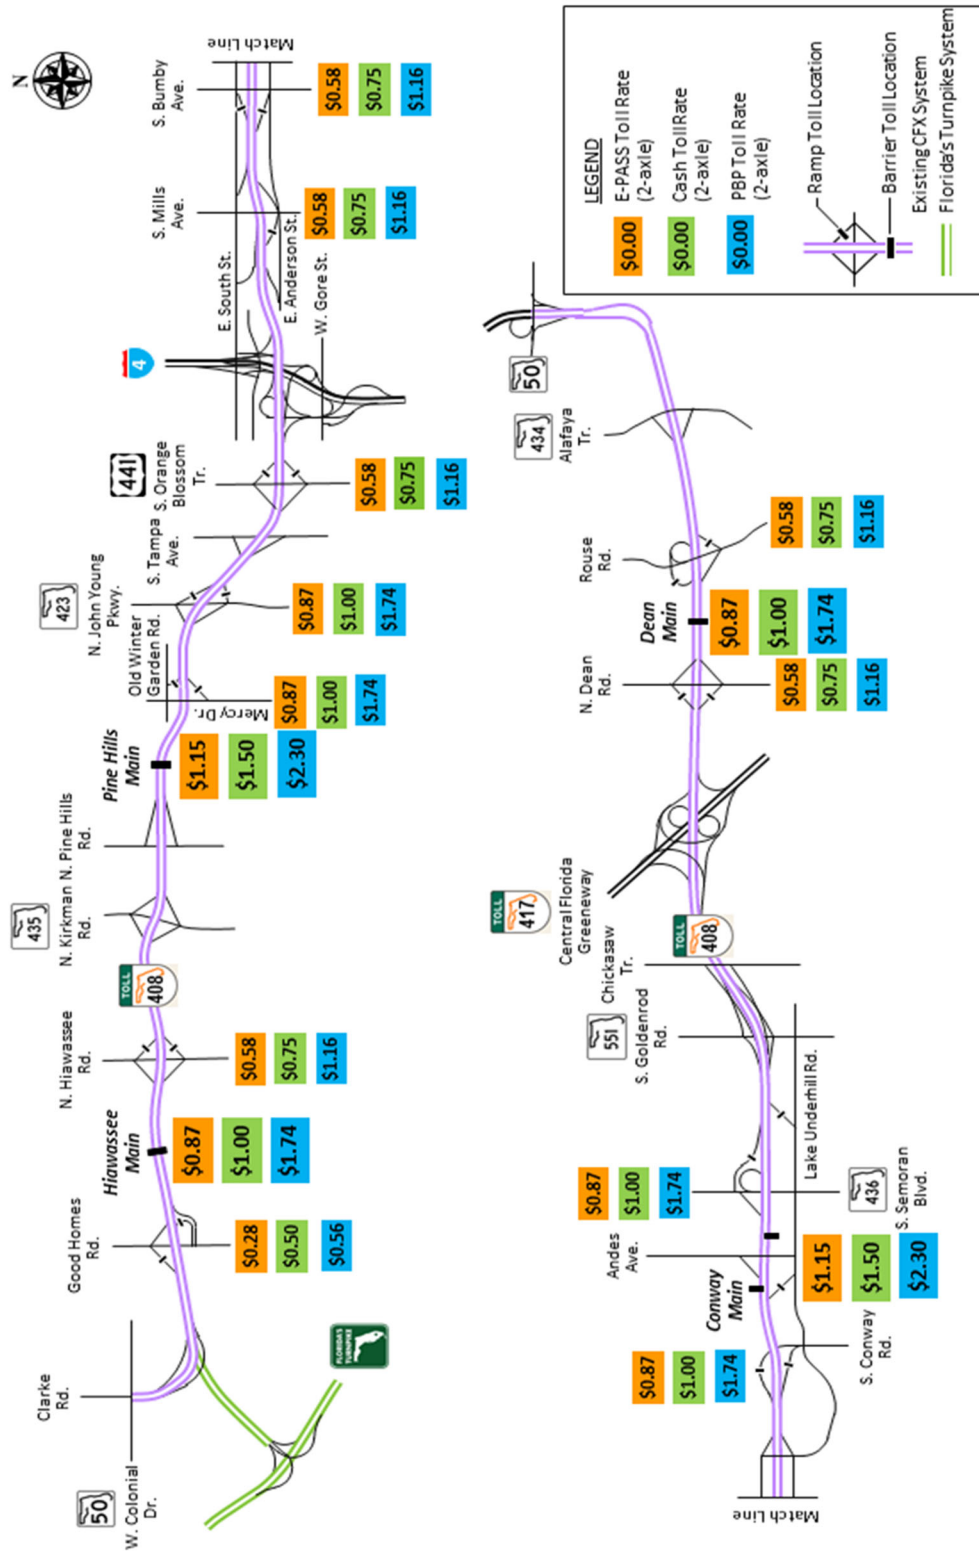 N
Clarke
Rd.
50
W. Colonial
Dr.
FLORIDA'S
TURNPIKE
Good Homes
Rd.
$0.28
$0.50
$0.56
Hiawassee
Main
$0.87
$1.00
$1.74
N. Hiawassee
Rd.
$0.58
$0.75
$1.16
TOLL
408
435
N. Kirkman
Rd.
N. Pine Hills
Rd.
Pine Hills
Main
$1.15
$1.50
$2.30
Old Winter
Garden Rd.
Mercy Dr.
$0.87
$1.00
$1.74
423
N. John Young
Pkwy.
$0.87
$1.00
$1.74
S. Tampa
Ave.
441
S. Orange
Blossom
Tr.
$0.58
$0.75
$1.16
4
E. South St.
E. Anderson St.
W. Gore St.
S. Mills
Ave.
$0.58
$0.75
$1.16
S. Bumby
Ave.
$0.58
$0.75
$1.16
Match Line
Match Line
$0.87
$1.00
$1.74
S. Conway
Rd.
Conway
Main
$1.15
$1.50
$2.30
Andes
Ave.
$0.87
$1.00
$1.74
436
S. Semoran
Blvd.
Lake Underhill Rd.
551
S. Goldenrod
Rd.
Chickasaw
Tr.
TOLL
408
TOLL
417
Central Florida
Greeneway
N. Dean
Rd.
$0.58
$0.75
$1.16
Dean
Main
$0.87
$1.00
$1.74
Rouse
Rd.
$0.58
$0.75
$1.16
434
Alafaya
Tr.
50
LEGEND
$0.00 E-PASS Toll Rate
(2-axle)
$0.00 Cash Toll Rate
(2-axle)
$0.00 PBP Toll Rate
(2-axle)
Ramp Toll Location
Barrier Toll Location
Existing CFX System
Florida's Turnpike System